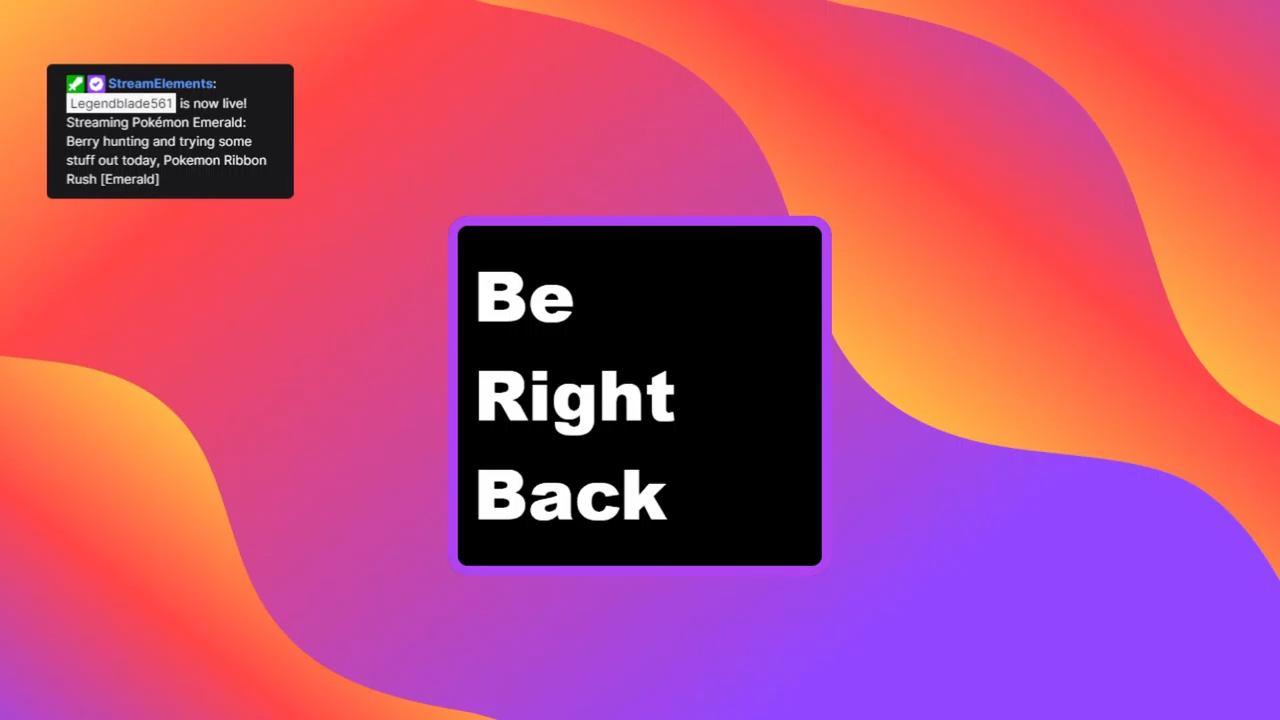 StreamElements:
Legendblade561 is now live!
Streaming Pokémon Emerald:
Berry hunting and trying some
stuff out today, Pokemon Ribbon
Rush [Emerald]
Be
Right
Back